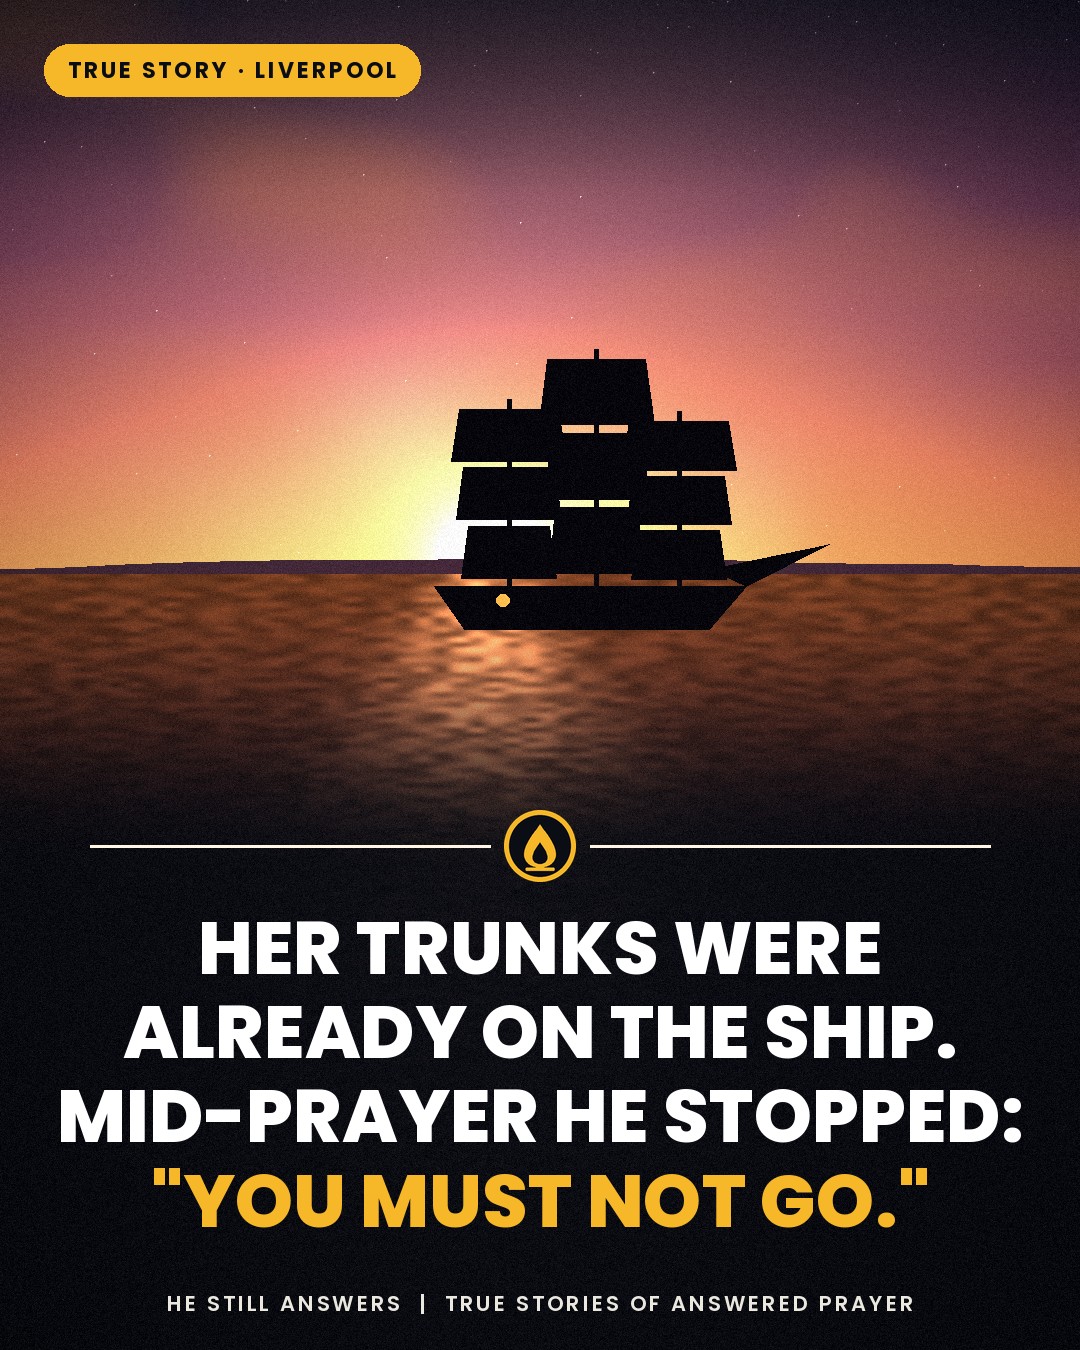 TRUE STORY · LIVERPOOL
HER TRUNKS WERE
ALREADY ON THE SHIP.
MID-PRAYER HE STOPPED:
"YOU MUST NOT GO."
HE STILL ANSWERS | TRUE STORIES OF ANSWERED PRAYER